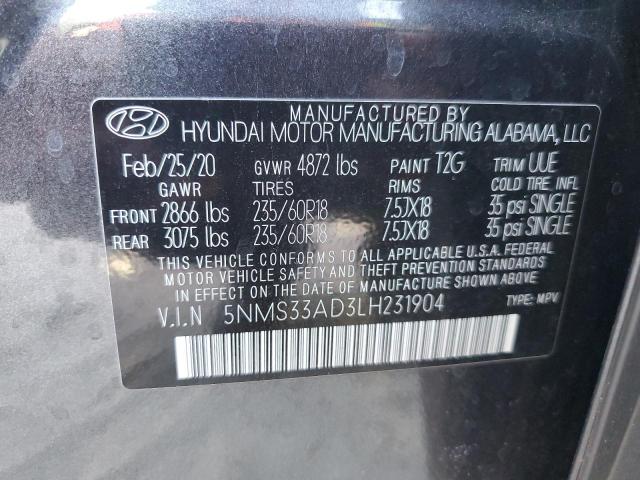 MANUFACTURED BY
HYUNDAI MOTOR MANUFACTURING ALABAMA, LLC
Feb/25/20 GVWR 4872 lbs PAINT T2G TRIM UUE
GAWR TIRES RIMS COLD TIRE INFL
FRONT 2866 lbs 235/60R18 7.5JX18 35 psi SINGLE
REAR 3075 lbs 235/60R18 7.5JX18 35 psi SINGLE
THIS VEHICLE CONFORMS TO ALL APPLICABLE U.S.A. FEDERAL
MOTOR VEHICLE SAFETY AND THEFT PREVENTION STANDARDS
IN EFFECT ON THE DATE OF MANUFACTURE SHOWN ABOVE.
V.I.N 5NMS33AD3LH231904 TYPE: MPV